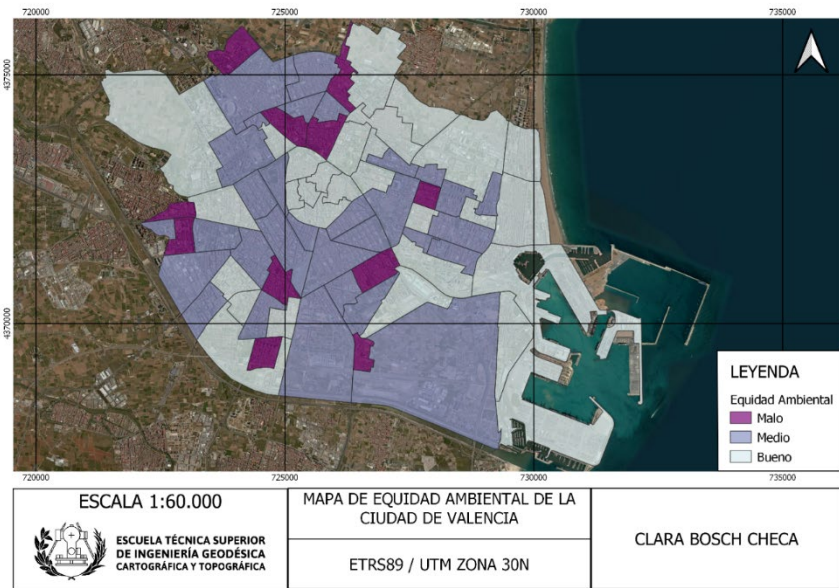 720000 725000 730000 735000
4375000 4375000
4370000 4370000
LEYENDA
Equidad Ambiental
Malo
Medio
Bueno
720000 725000 730000 735000
ESCALA 1:60.000
ESCUELA TÉCNICA SUPERIOR
DE INGENIERÍA GEODÉSICA
CARTOGRÁFICA Y TOPOGRÁFICA
MAPA DE EQUIDAD AMBIENTAL DE LA
CIUDAD DE VALENCIA
ETRS89 / UTM ZONA 30N
CLARA BOSCH CHECA